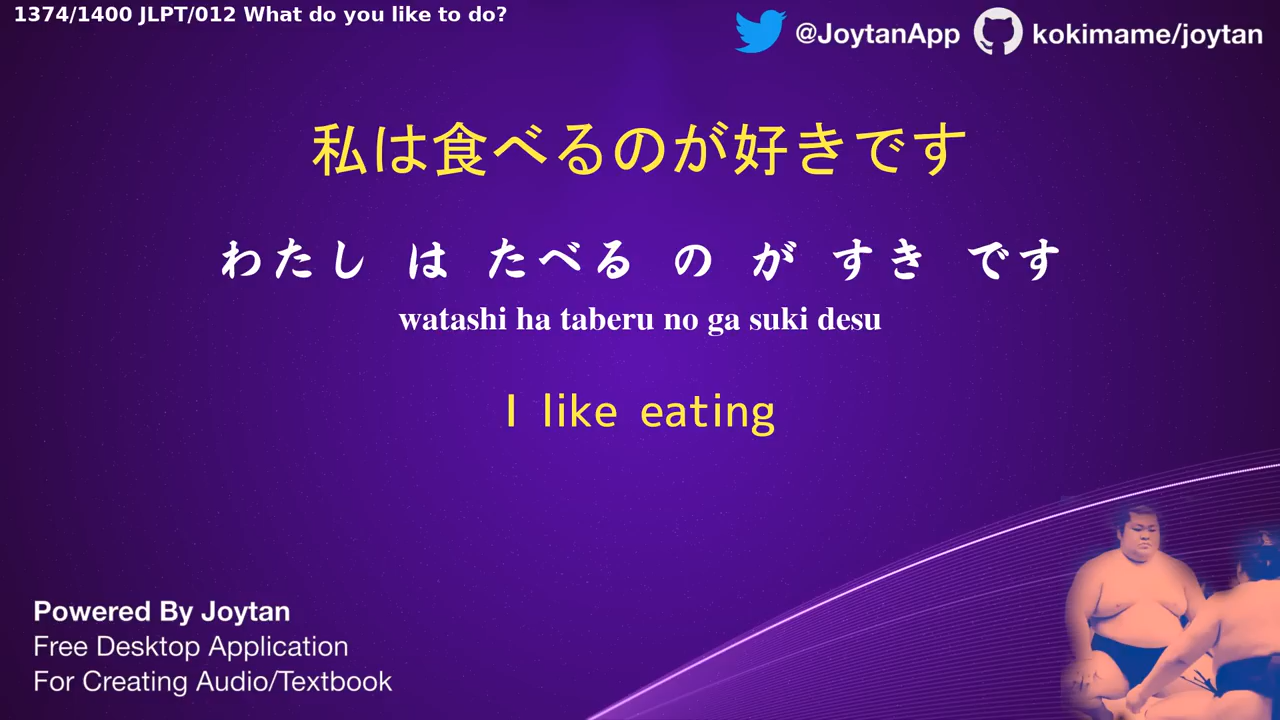 1374/1400 JLPT/012 What do you like to do?
@JoytanApp kokimame/joytan
私は食べるのが好きです
わたし は たべる の が すき です
watashi ha taberu no ga suki desu
I like eating
Powered By Joytan
Free Desktop Application
For Creating Audio/Textbook